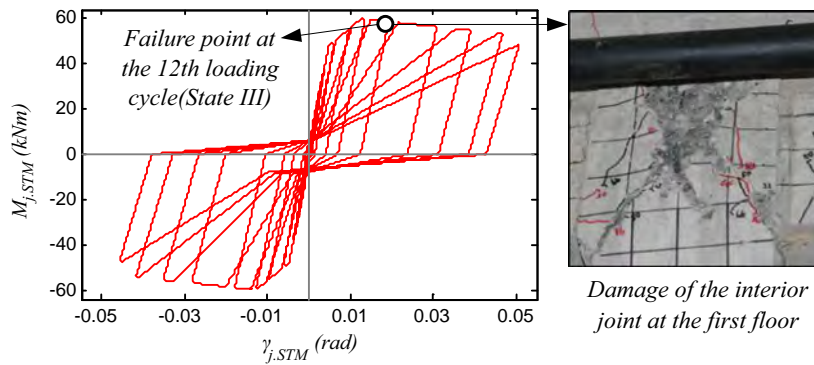 Failure point at
the 12th loading
cycle(State III)
60
40
20
0
-20
-40
-60
M_{j.STM} (kNm)
-0.05
-0.03
-0.01
0.01
0.03
0.05
γ_{j.STM} (rad)
Damage of the interior
joint at the first floor